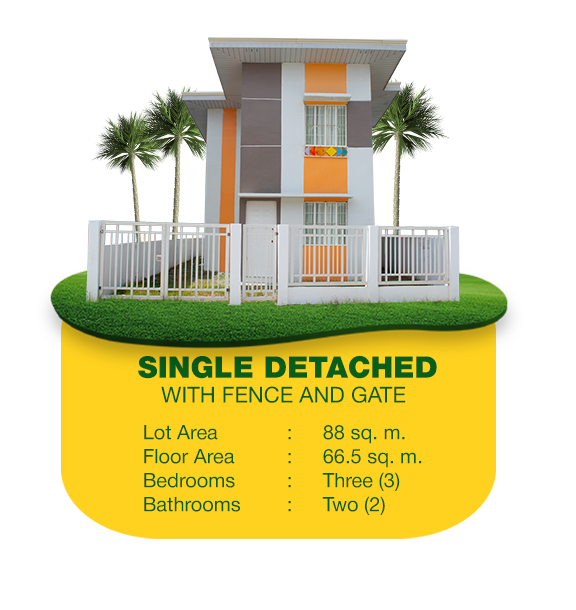 SINGLE DETACHED
WITH FENCE AND GATE
Lot Area : 88 sq. m.
Floor Area : 66.5 sq. m.
Bedrooms : Three (3)
Bathrooms : Two (2)